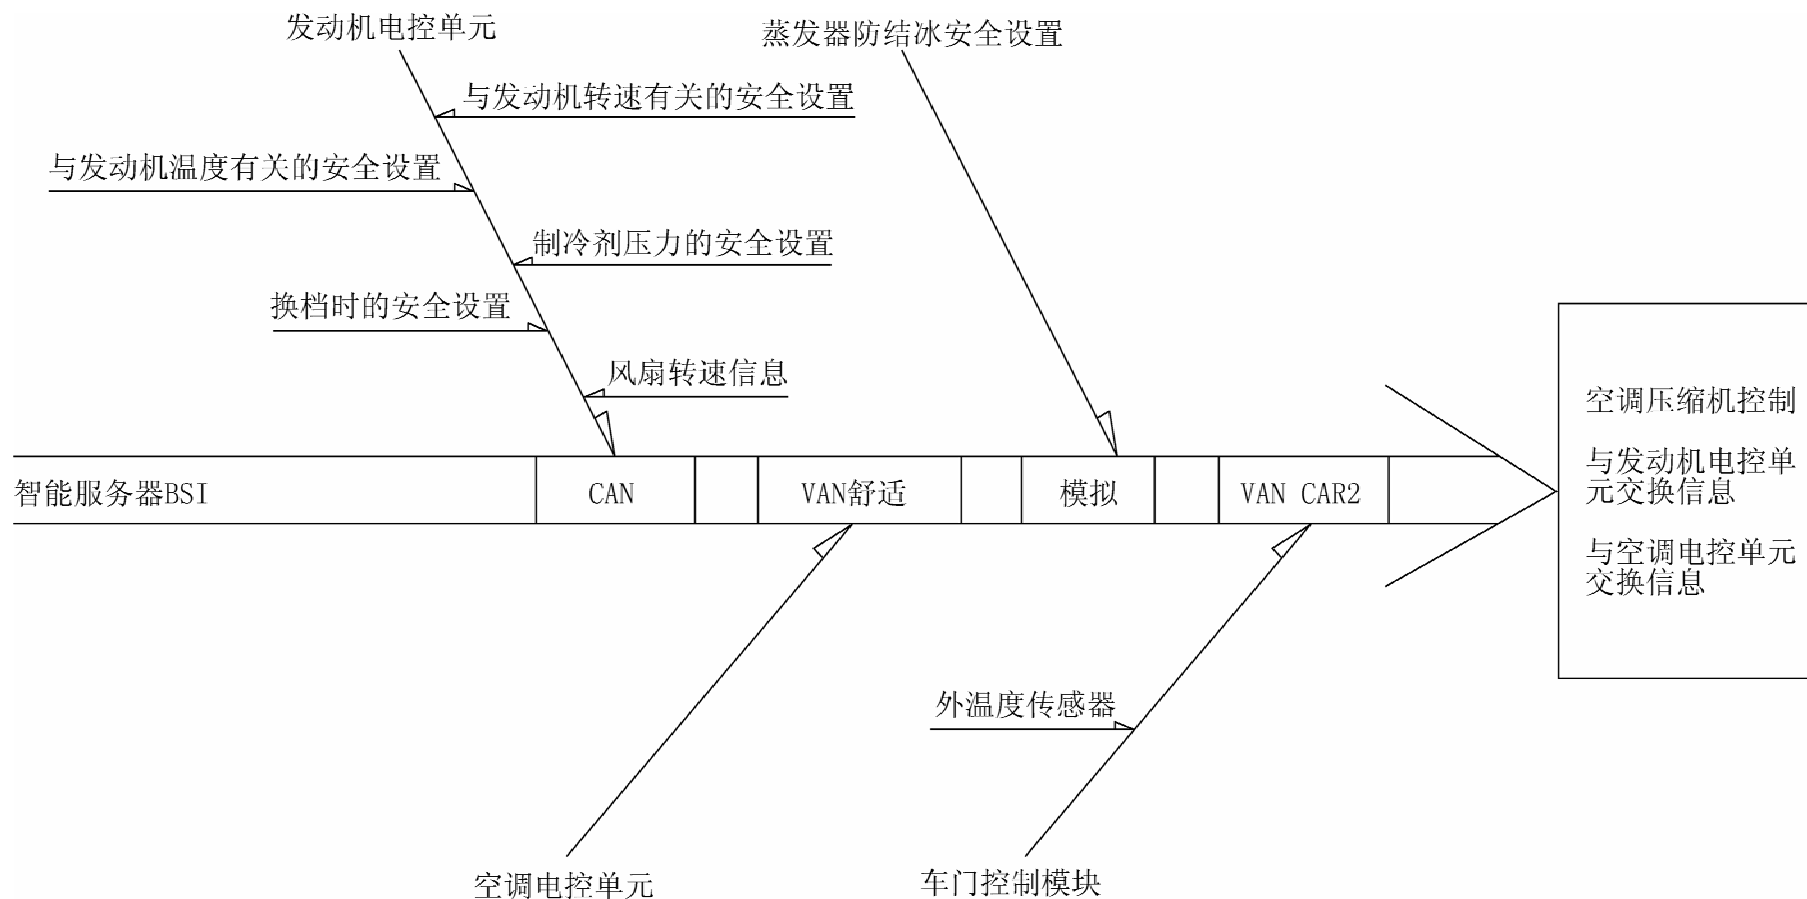 发动机电控单元
蒸发器防结冰安全设置
与发动机转速有关的安全设置
与发动机温度有关的安全设置
制冷剂压力的安全设置
换档时的安全设置
风扇转速信息
空调压缩机控制
与发动机电控单
元交换信息
与空调电控单元
交换信息
智能服务器BSI
CAN
VAN舒适
模拟
VAN CAR2
外温度传感器
空调电控单元
车门控制模块